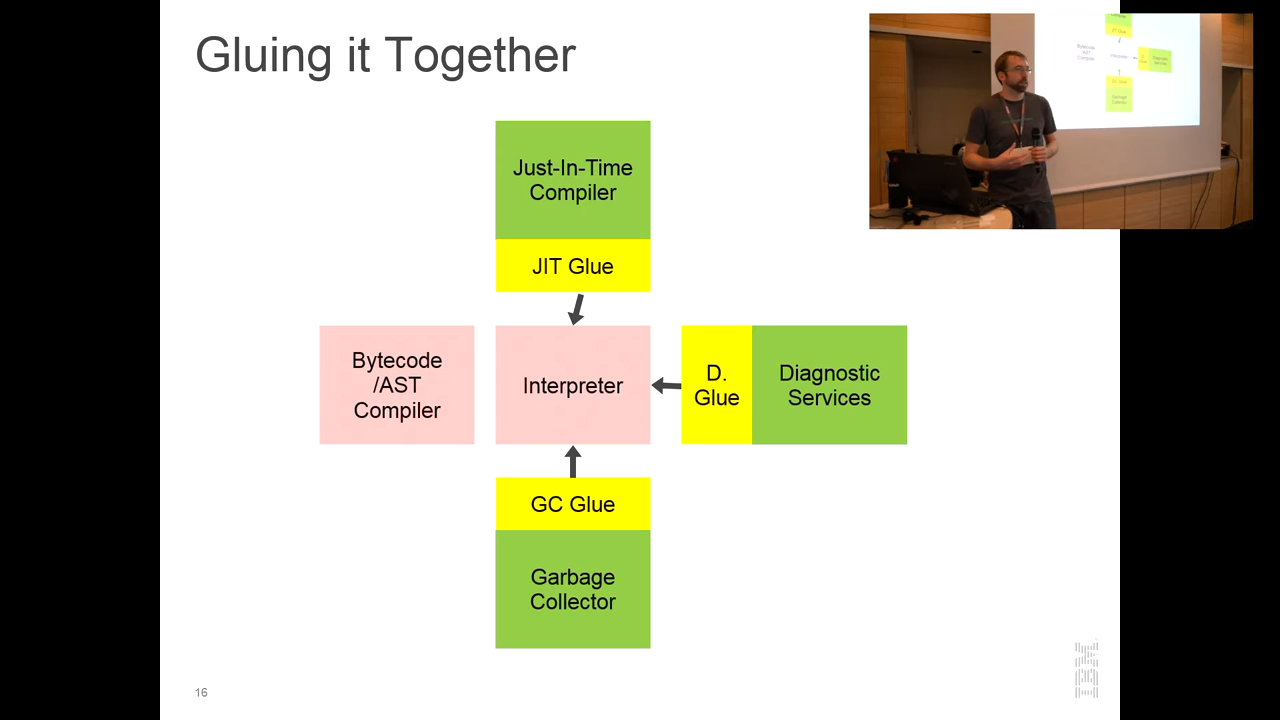 Gluing it Together
Just-In-Time
Compiler
JIT Glue
Bytecode
/AST
Compiler
Interpreter
D.
Glue
Diagnostic
Services
GC Glue
Garbage
Collector
16
IBM